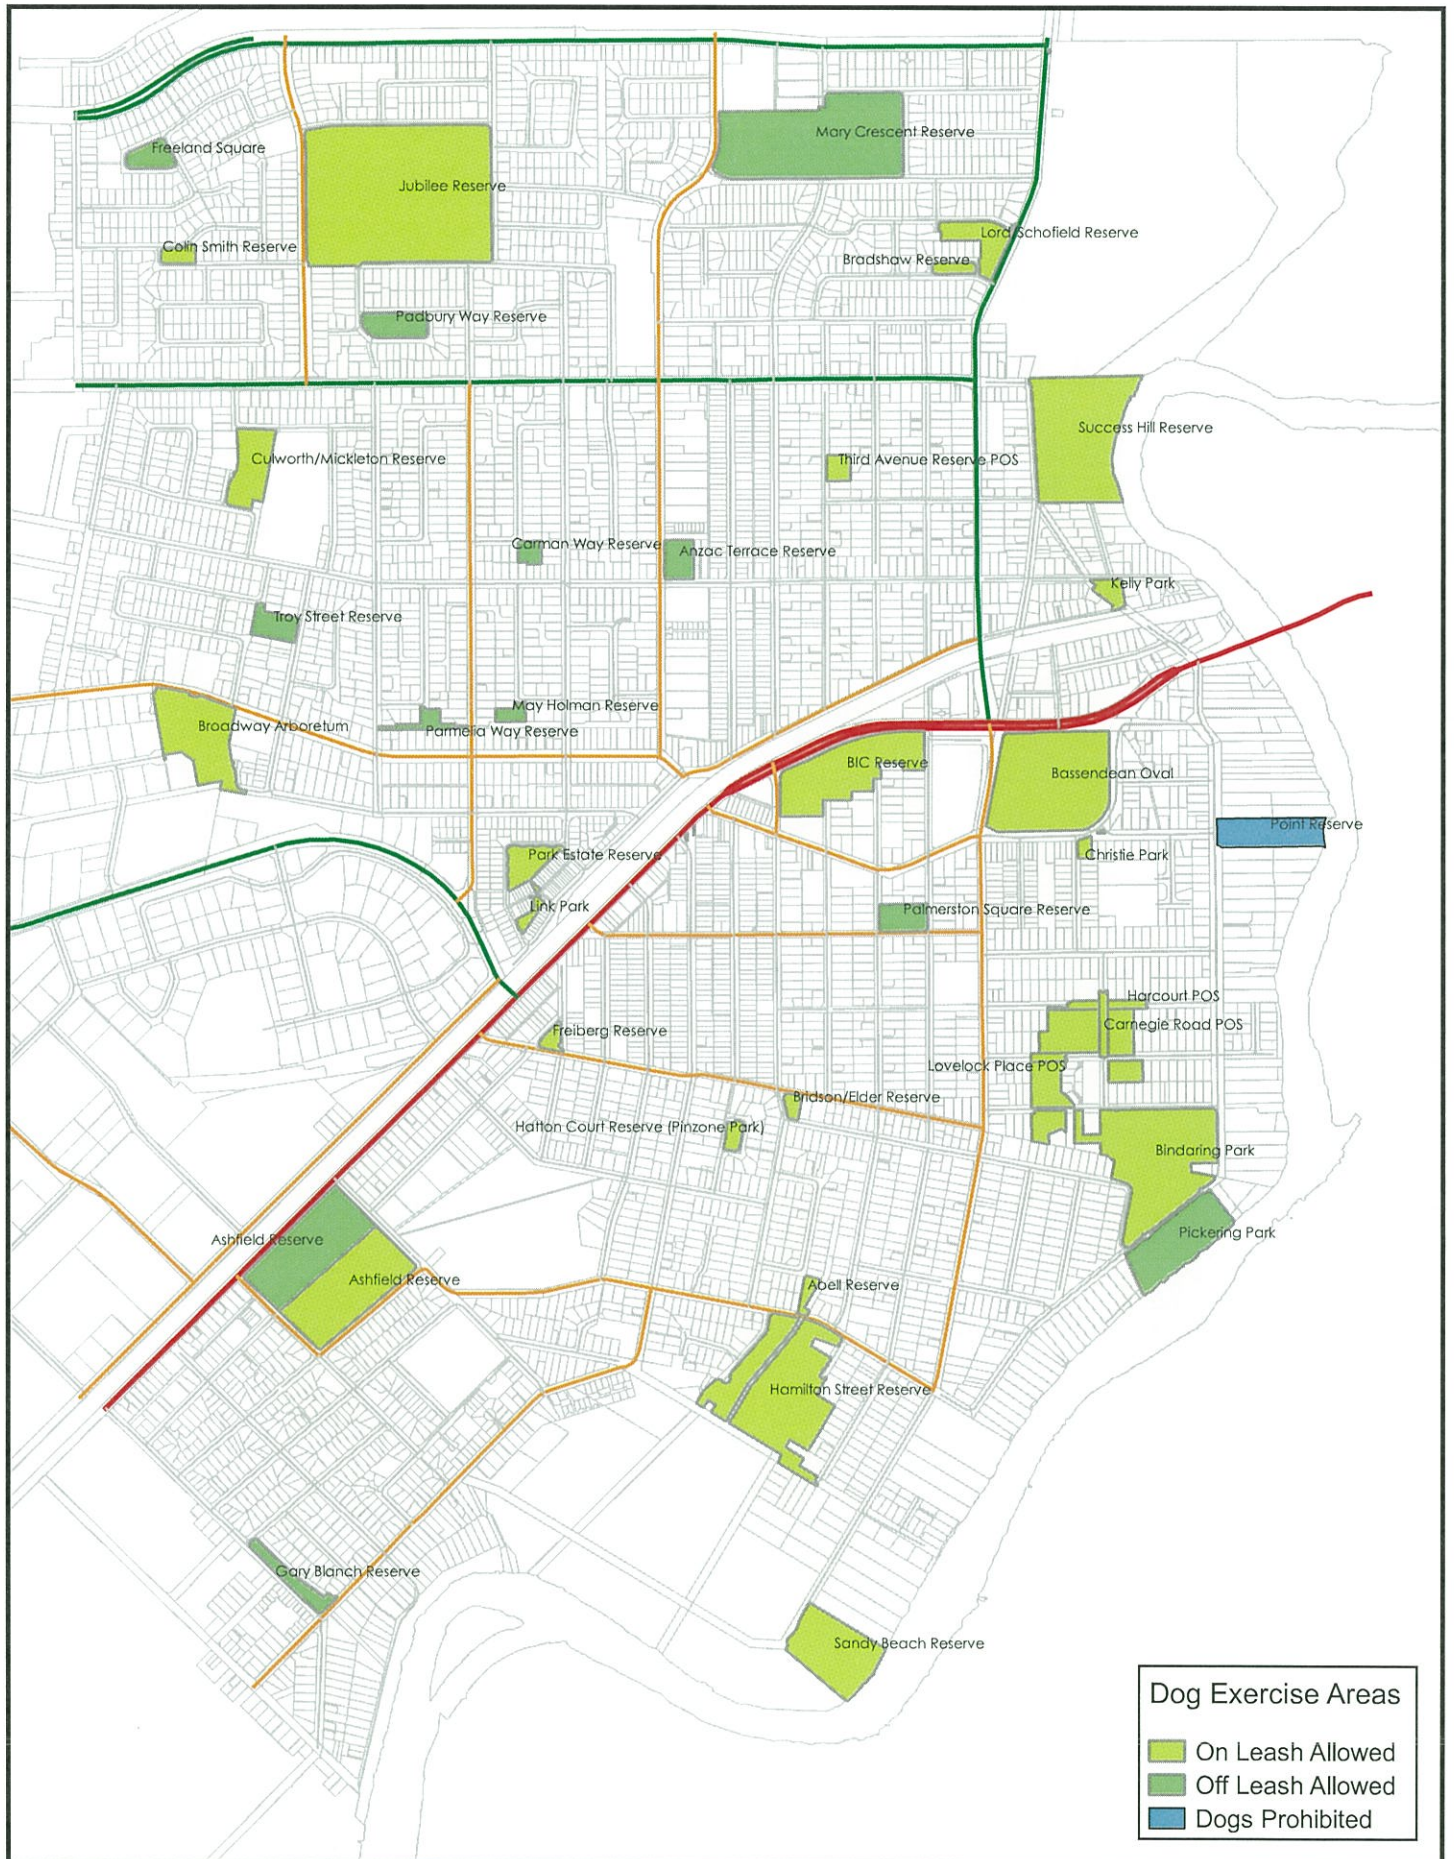 Mary Crescent Reserve
Freeland Square
Jubilee Reserve
Lord/Schofield Reserve
Colin Smith Reserve
Bradshaw Reserve
Padbury Way Reserve
Success Hill Reserve
Culworth/Mickleton Reserve
Third Avenue Reserve POS
Carman Way Reserve
Anzac Terrace Reserve
Kelly Park
Troy Street Reserve
May Holman Reserve
Broadway Arboretum
Parmelia Way Reserve
BIC Reserve
Bassendean Oval
Point Reserve
Park Estate Reserve
Christie Park
Link Park
Palmerston Square Reserve
Harcourt POS
Carnegie Road POS
Freiberg Reserve
Lovelock Place POS
Bridson/Elder Reserve
Hatton Court Reserve (Pinzone Park)
Bindaring Park
Pickering Park
Ashfield Reserve
Ashfield Reserve
Abell Reserve
Hamilton Street Reserve
Gary Blanch Reserve
Sandy Beach Reserve
Dog Exercise Areas
On Leash Allowed
Off Leash Allowed
Dogs Prohibited